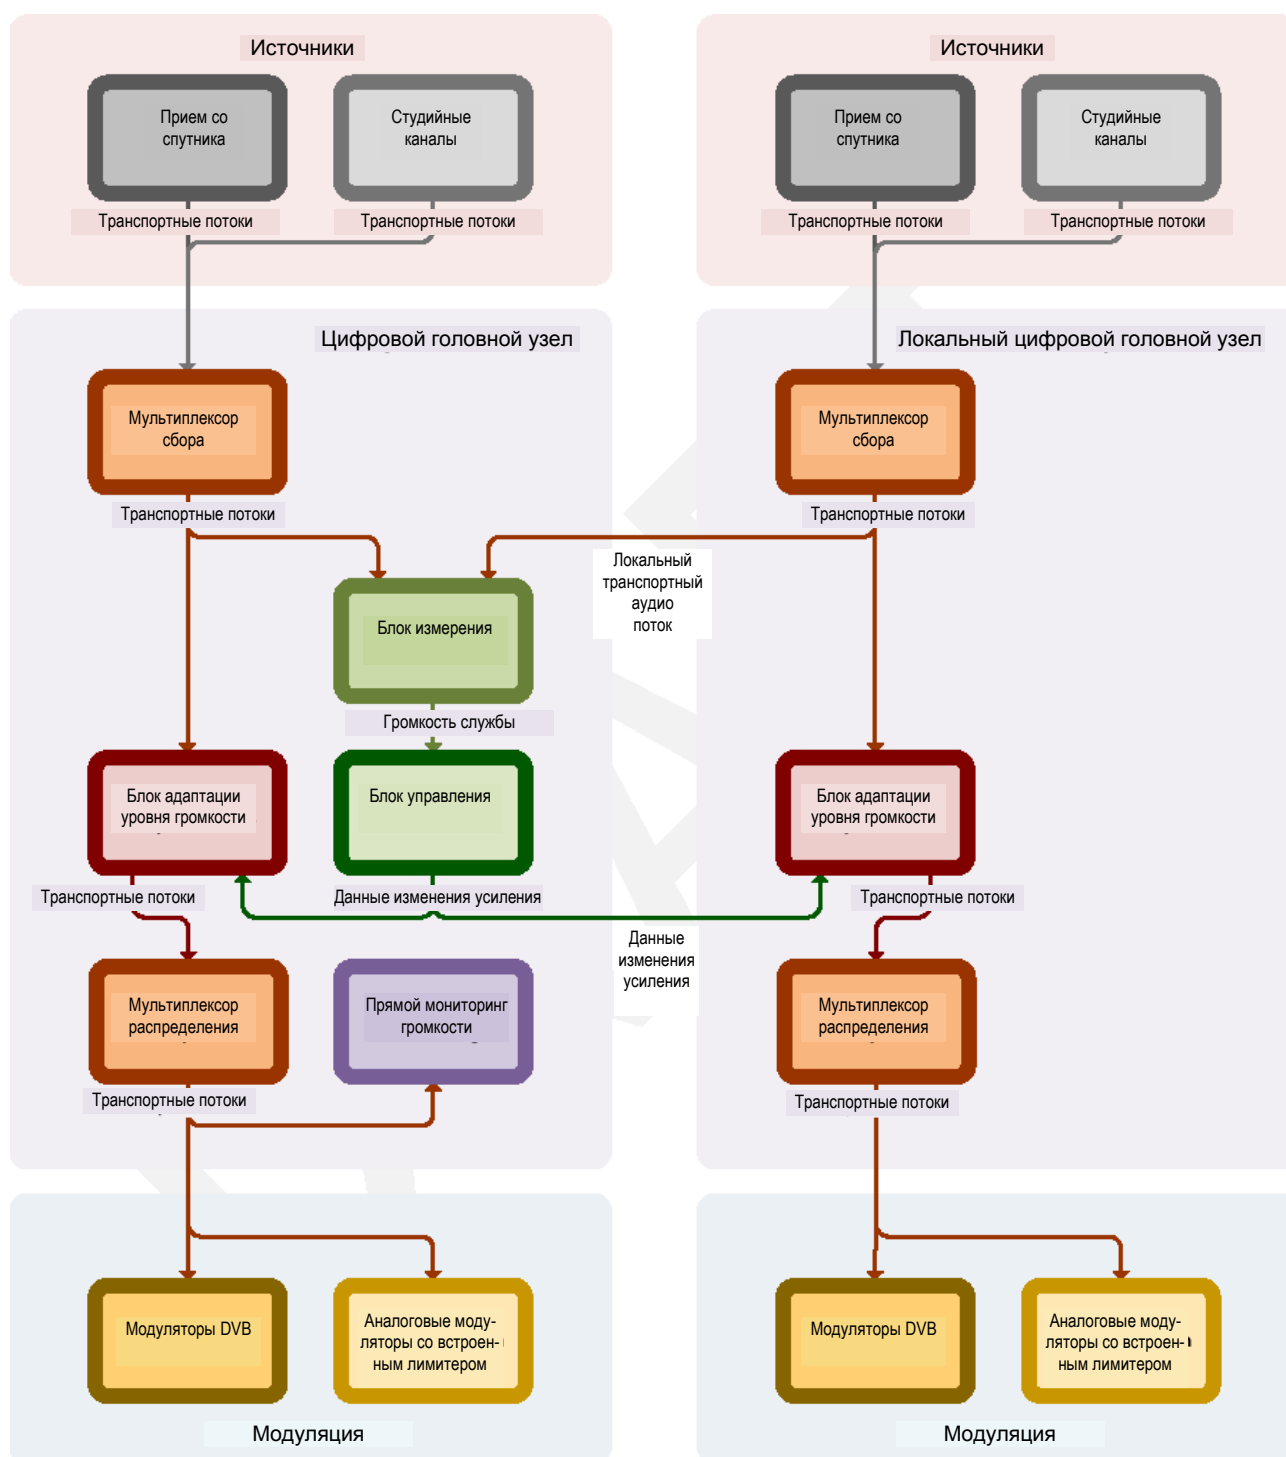 Источники
Прием со
спутника
Студийные
каналы
Транспортные потоки
Транспортные потоки
Цифровой головной узел
Мультиплексор
сбора
Транспортные потоки
Локальный
транспортный
аудио
поток
Блок измерения
Громкость службы
Блок адаптации
уровня громкости
Блок управления
Транспортные потоки
Данные изменения усиления
Данные
изменения
усиления
Мультиплексор
распределения
Прямой мониторинг
громкости
Транспортные потоки
Модуляторы DVB
Аналоговые моду-
ляторы со встроен-
ным лимитером
Модуляция
Источники
Прием со
спутника
Студийные
каналы
Транспортные потоки
Транспортные потоки
Локальный цифровой головной узел
Мультиплексор
сбора
Транспортные потоки
Блок адаптации
уровня громкости
Транспортные потоки
Мультиплексор
распределения
Транспортные потоки
Модуляторы DVB
Аналоговые моду-
ляторы со встроен-
ным лимитером
Модуляция